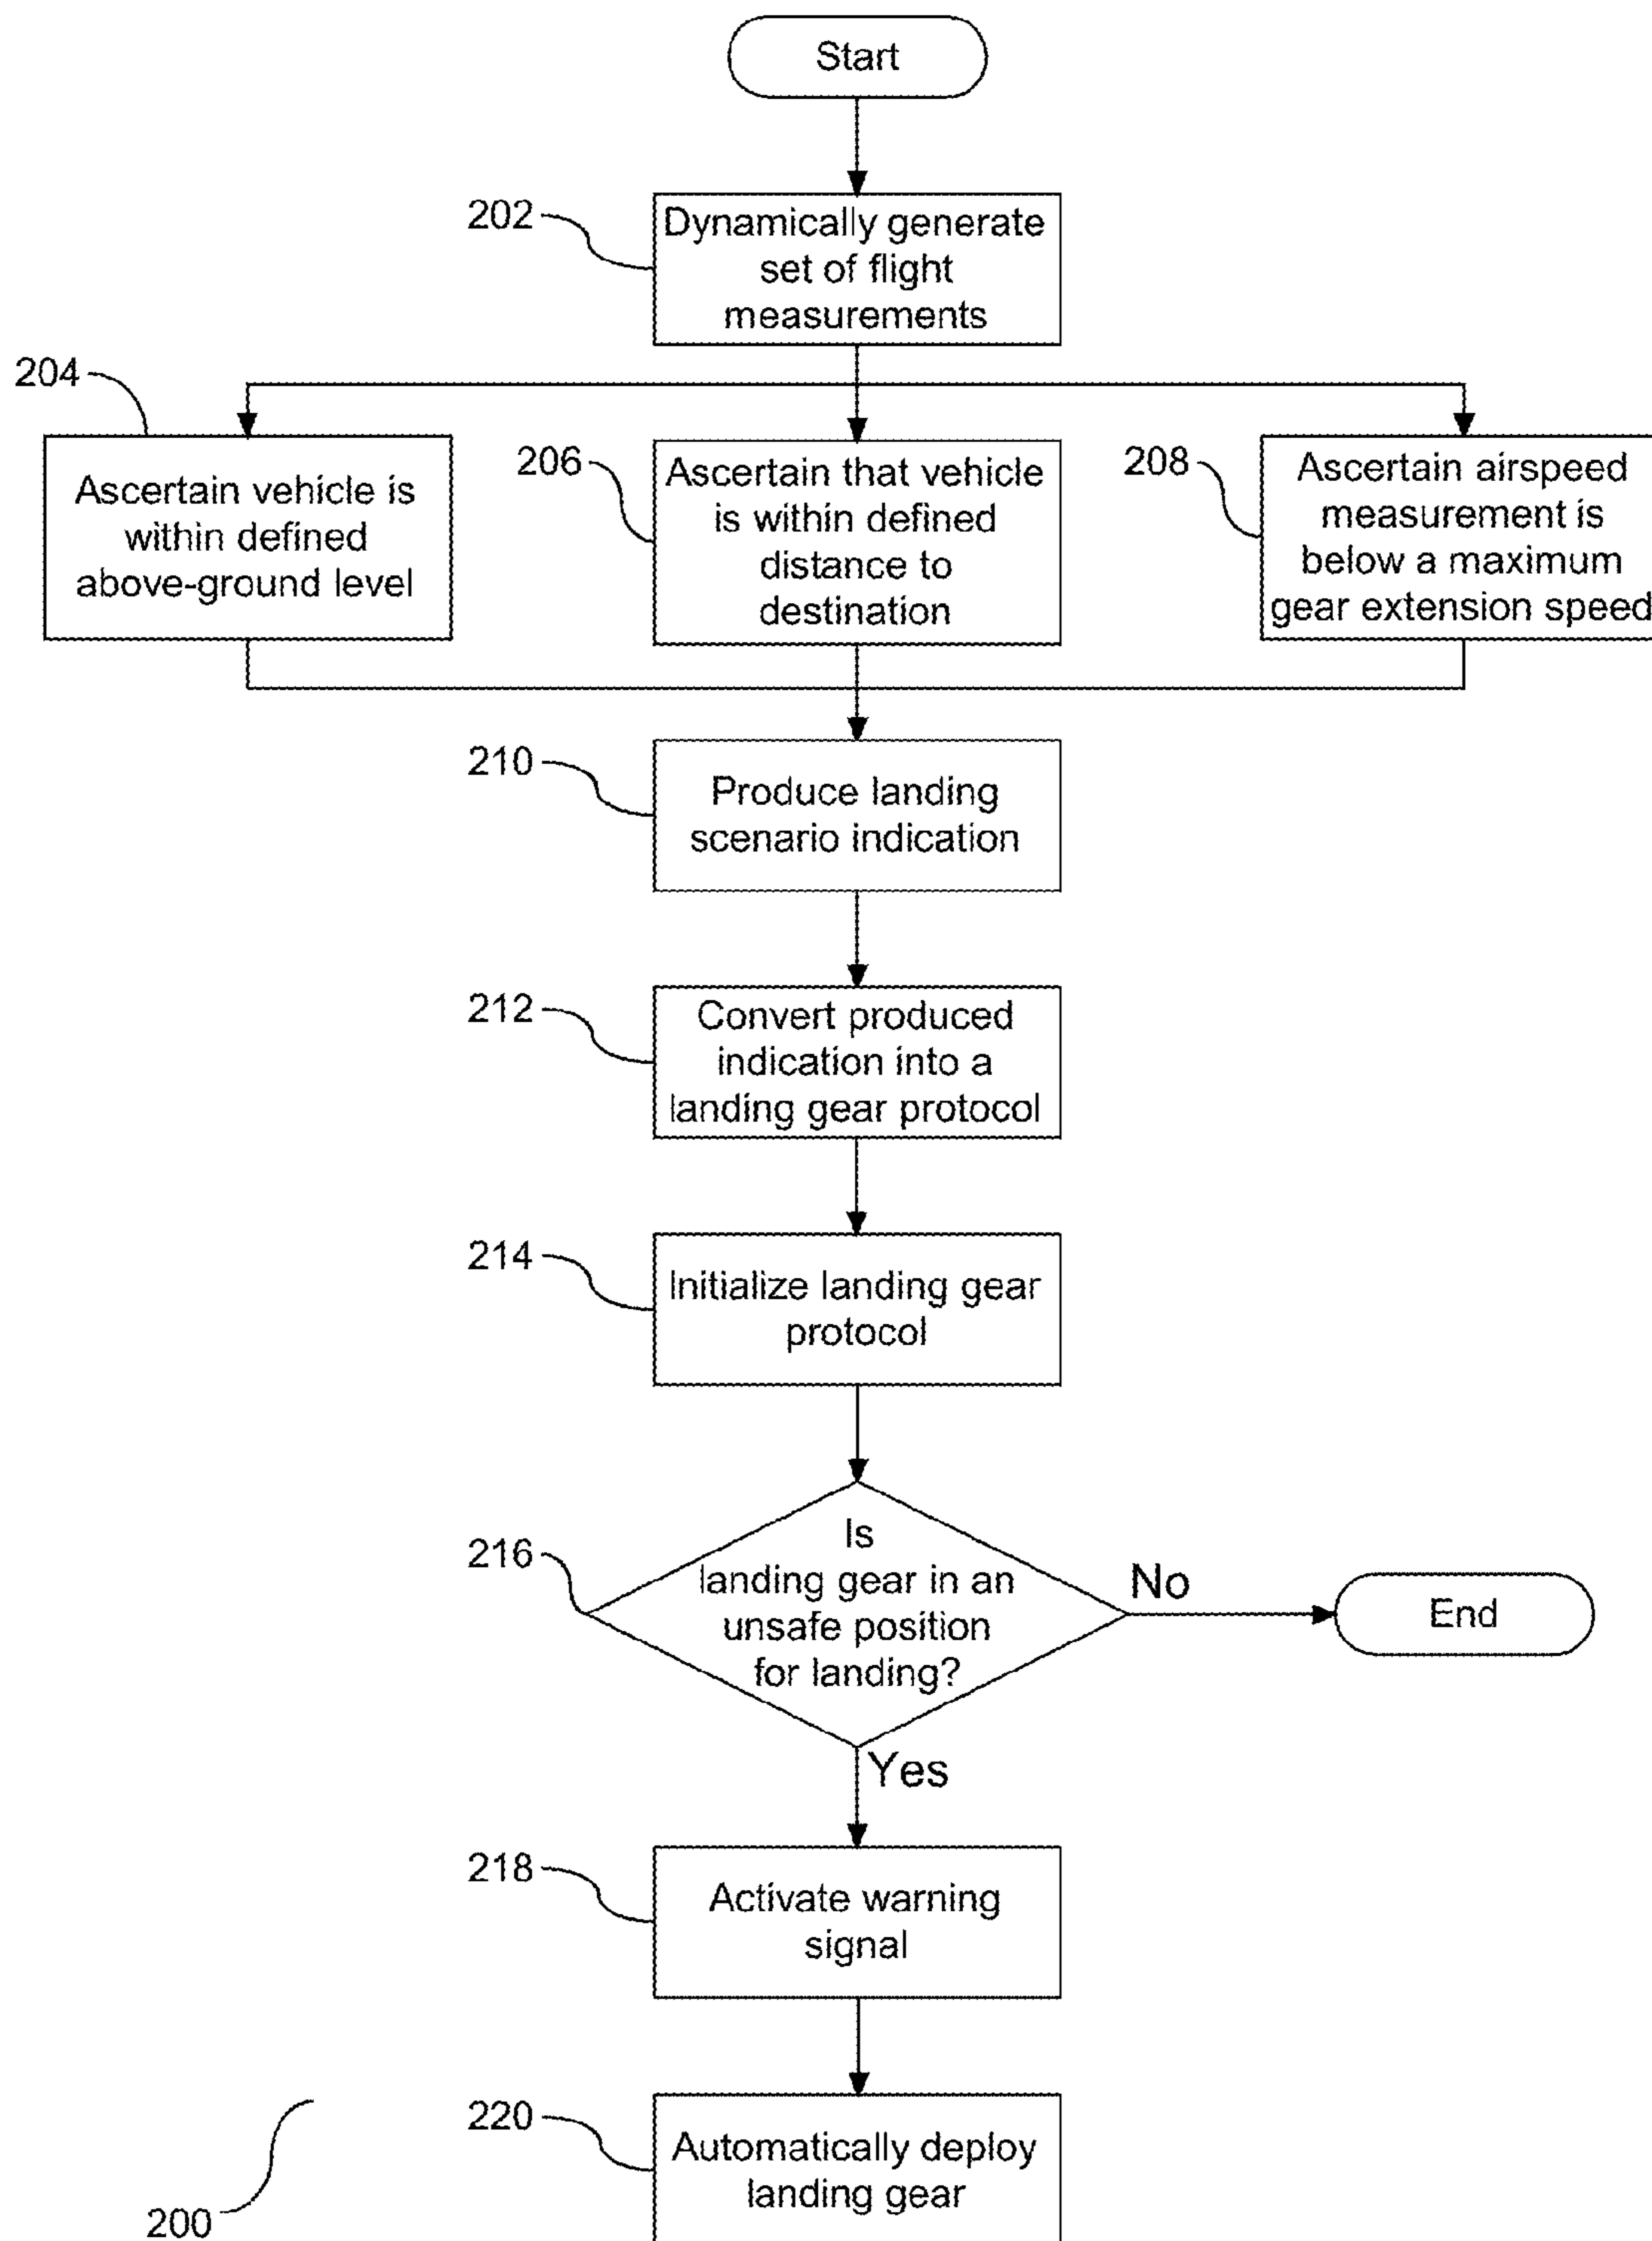 Start
202
Dynamically generate
set of flight
measurements
204
Ascertain vehicle is
within defined
above-ground level
206
Ascertain that vehicle
is within defined
distance to
destination
208
Ascertain airspeed
measurement is
below a maximum
gear extension speed
210
Produce landing
scenario indication
212
Convert produced
indication into a
landing gear protocol
214
Initialize landing gear
protocol
216
Is
landing gear in an
unsafe position
for landing?
No
End
Yes
218
Activate warning
signal
220
Automatically deploy
landing gear
200